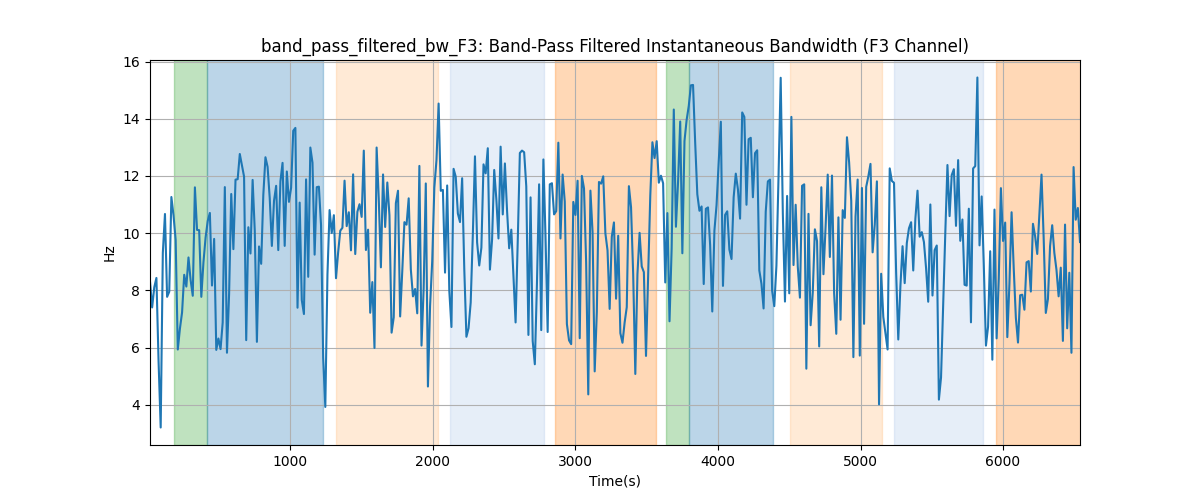 band_pass_filtered_bw_F3: Band-Pass Filtered Instantaneous Bandwidth (F3 Channel)
16
14
12
10
8
6
4
Hz
1000 2000 3000 4000 5000 6000
Time(s)